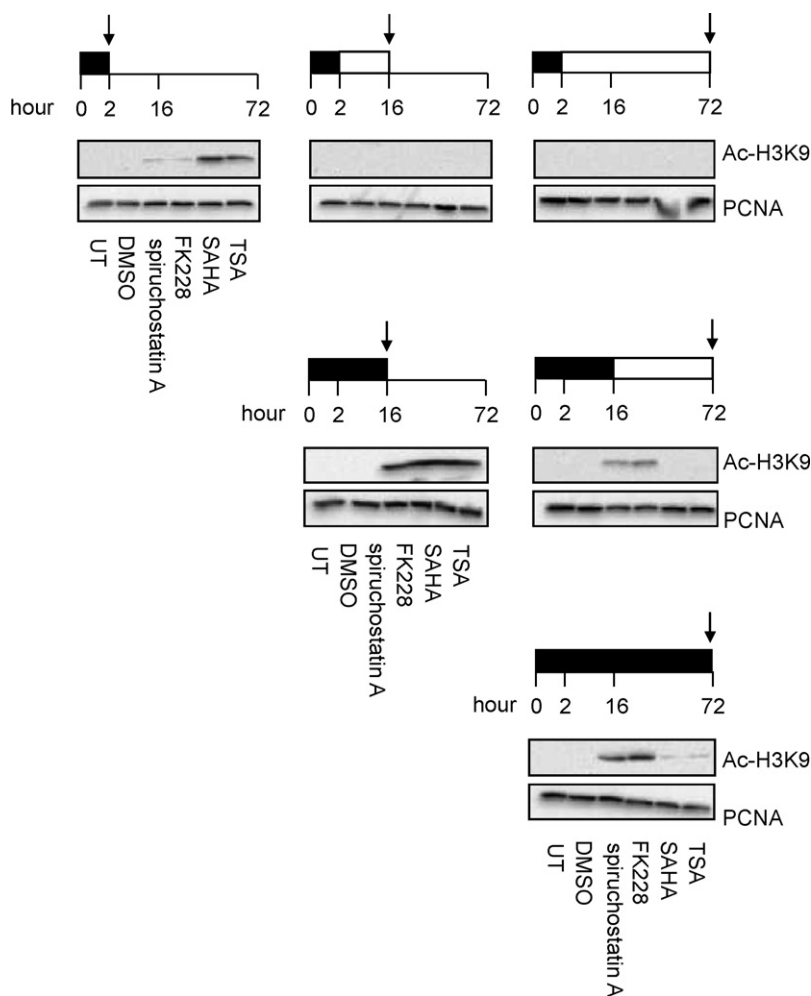 hour 0 2 16 72 0 2 16 72 0 2 16 72
Ac-H3K9
PCNA
UT
DMSO
spiruchostatin A
FK228
SAHA
TSA
hour 0 2 16 72 0 2 16 72
Ac-H3K9
PCNA
UT
DMSO
spiruchostatin A
FK228
SAHA
TSA
hour 0 2 16 72
Ac-H3K9
PCNA
UT
DMSO
spiruchostatin A
FK228
SAHA
TSA